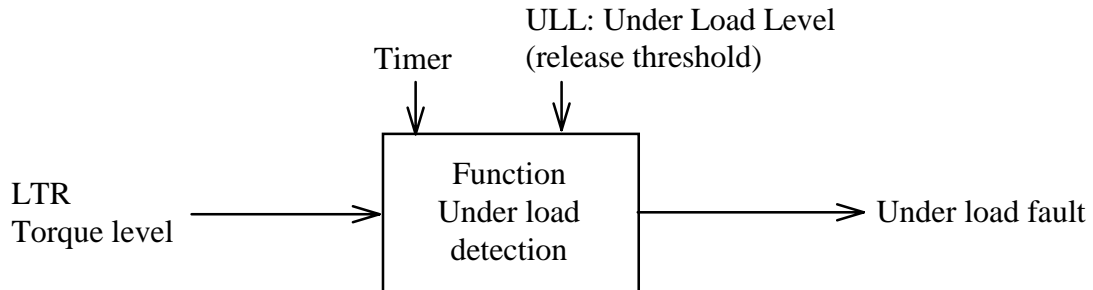 ULL: Under Load Level
(release threshold)
Timer
Function
Under load
detection
LTR
Torque level
Under load fault